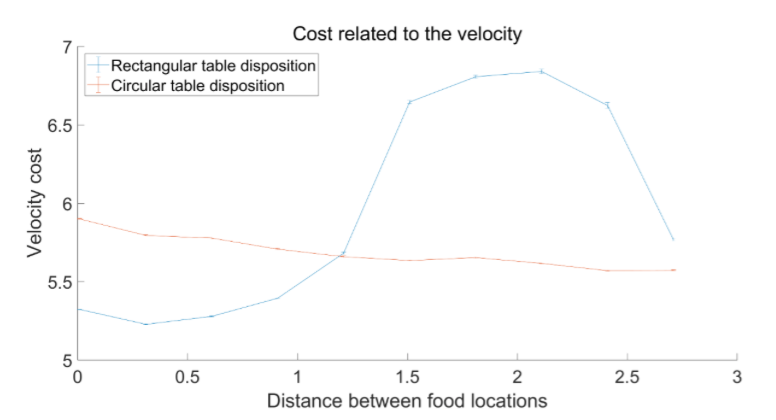 Cost related to the velocity
7
Rectangular table disposition
Circular table disposition
6.5
6
5.5
5
Velocity cost
0 0.5 1 1.5 2 2.5 3
Distance between food locations